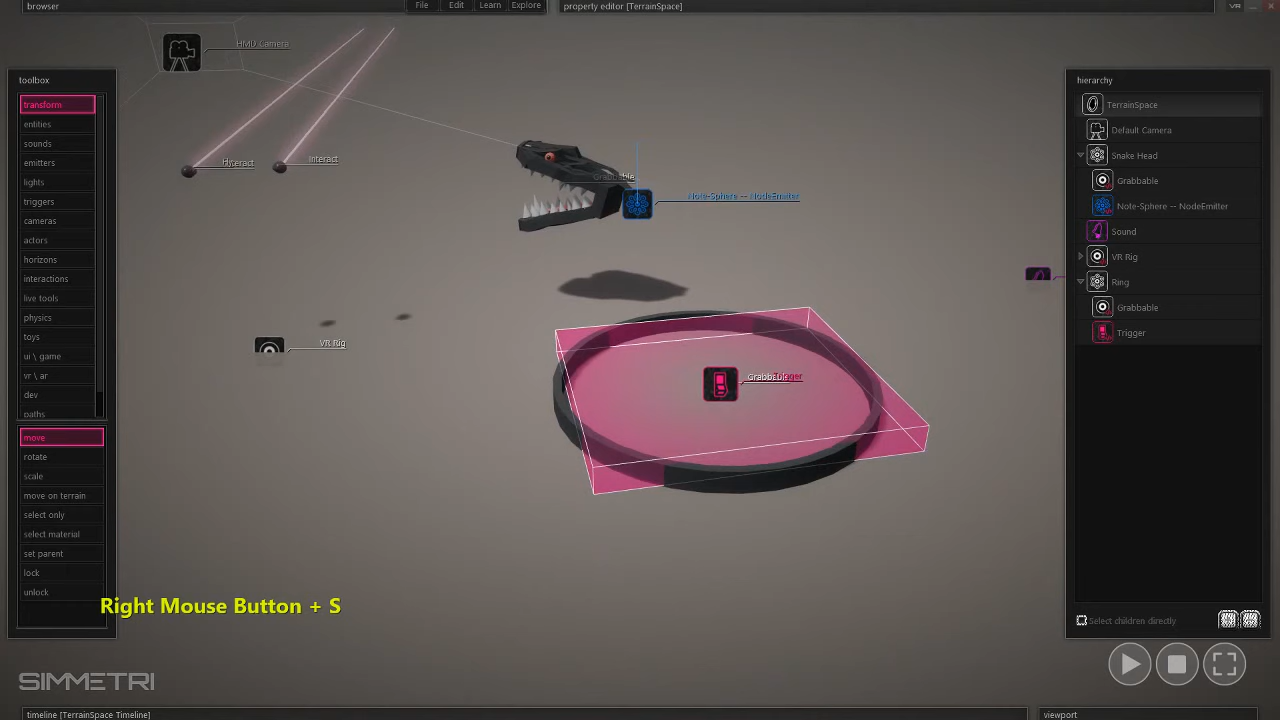 browser
File
Edit
Learn
Explore
property editor [TerrainSpace]
VR
HMD Camera
toolbox
transform
entities
sounds
emitters
lights
triggers
cameras
actors
horizons
interactions
live tools
physics
toys
ui \ game
vr \ ar
dev
paths
move
rotate
scale
move on terrain
select only
select material
set parent
lock
unlock
Interact
Grabbable
Note-Sphere -- NodeEmitter
VR Rig
hierarchy
TerrainSpace
Default Camera
Snake Head
Grabbable
Note-Sphere -- NodeEmitter
Sound
VR Rig
Ring
Grabbable
Trigger
Select children directly
Right Mouse Button + S
SIMMETRI
timeline [TerrainSpace Timeline]
viewport